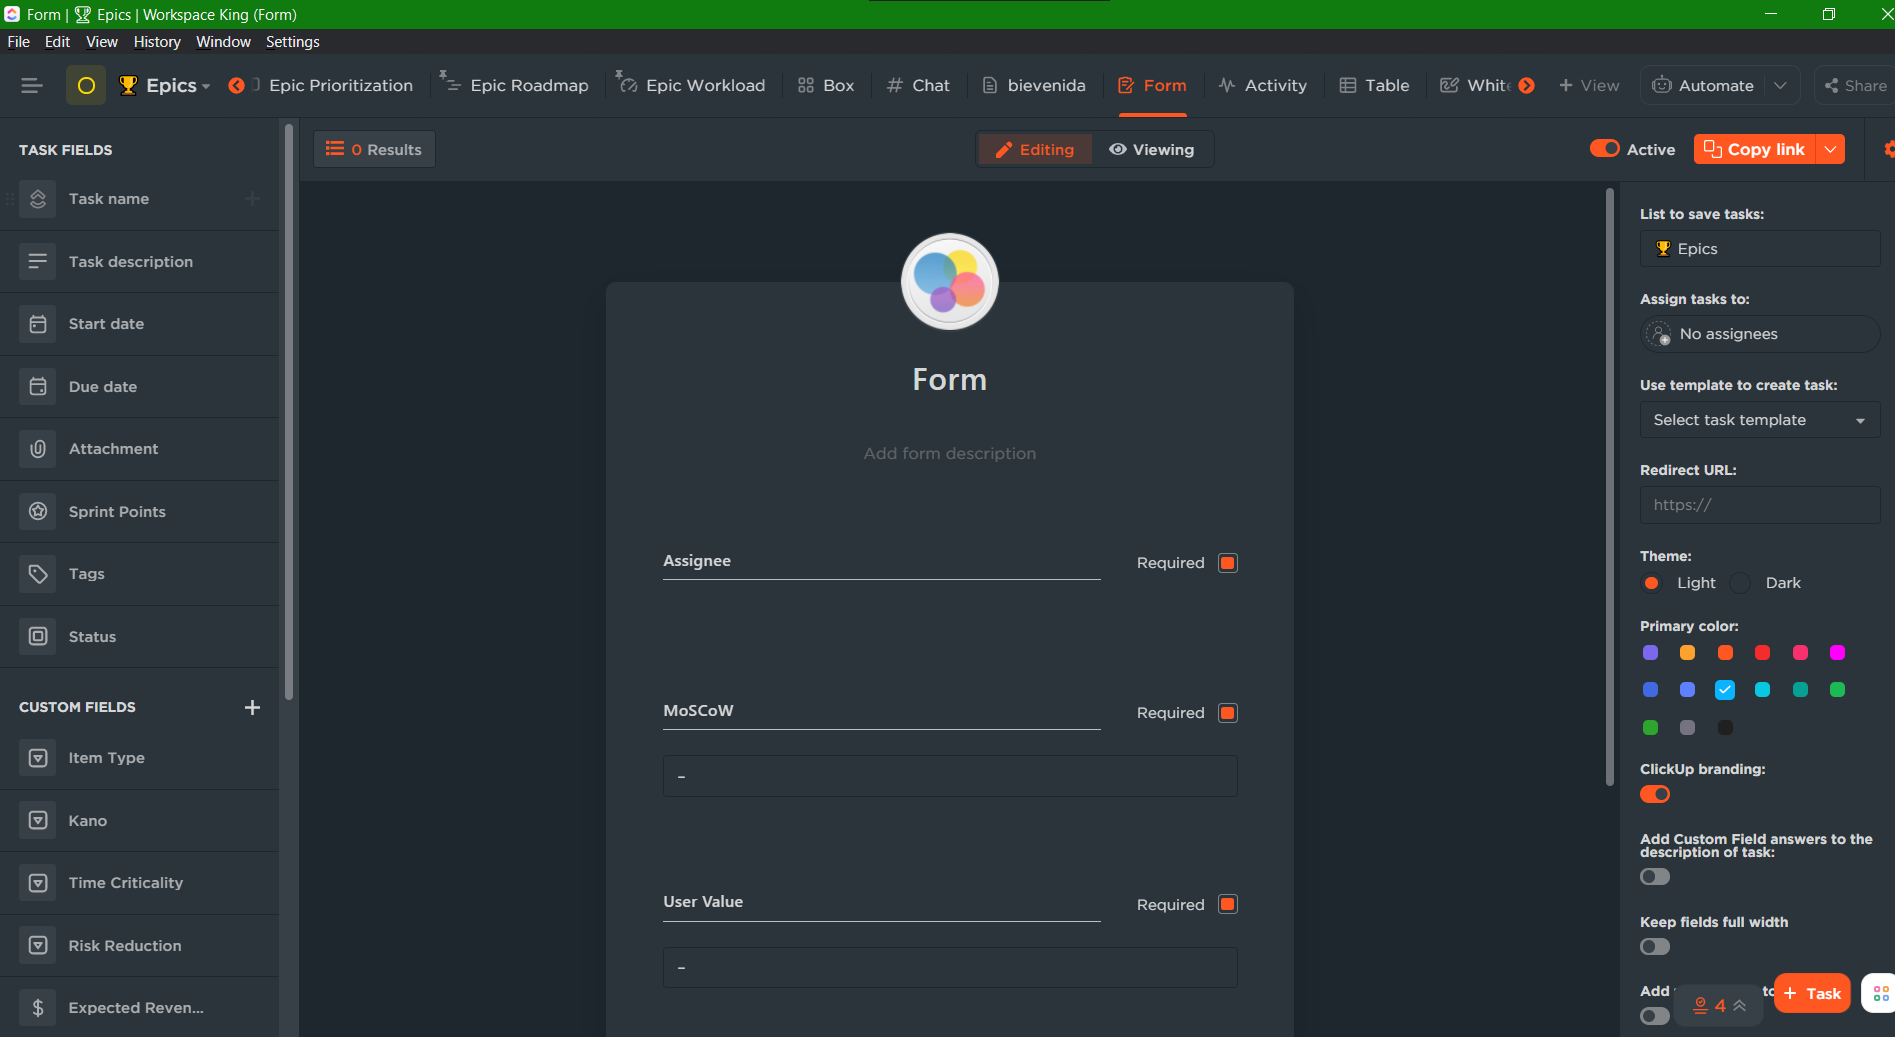 Form | 🏆 Epics | Workspace King (Form)
File Edit View History Window Settings
Epics Epic Prioritization Epic Roadmap Epic Workload Box # Chat bievenida Form Activity Table Whit + View Automate Share
TASK FIELDS
Task name
Task description
Start date
Due date
Attachment
Sprint Points
Tags
Status
CUSTOM FIELDS +
Item Type
Kano
Time Criticality
Risk Reduction
$ Expected Reven...
0 Results
Editing Viewing
Active Copy link
Form
Add form description
Assignee Required
MoSCoW Required
–
User Value Required
–
List to save tasks:
🏆 Epics
Assign tasks to:
No assignees
Use template to create task:
Select task template
Redirect URL:
https://
Theme:
Light Dark
Primary color:
ClickUp branding:
Add Custom Field answers to the
description of task:
Keep fields full width
Add
4
+ Task